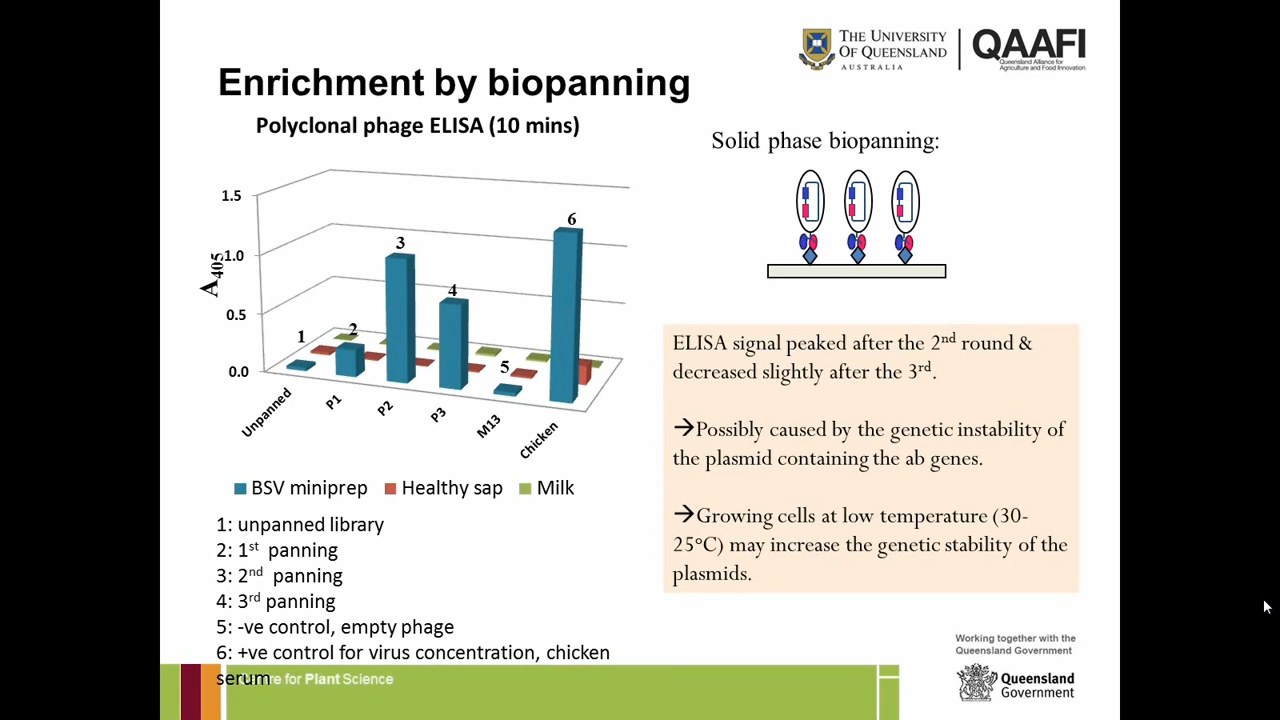 THE UNIVERSITY
OF QUEENSLAND
AUSTRALIA
QAAFI
Queensland Alliance for
Agriculture and Food Innovation
Enrichment by biopanning
Polyclonal phage ELISA (10 mins)
Solid phase biopanning:
1.5
1.0
0.5
0.0
A405
1
2
3
4
5
6
Unpanned
P1
P2
P3
M13
Chicken
BSV miniprep
Healthy sap
Milk
ELISA signal peaked after the 2nd round &
decreased slightly after the 3rd.
→Possibly caused by the genetic instability of
the plasmid containing the ab genes.
→Growing cells at low temperature (30-
25°C) may increase the genetic stability of the
plasmids.
1: unpanned library
2: 1st panning
3: 2nd panning
4: 3rd panning
5: -ve control, empty phage
6: +ve control for virus concentration, chicken
serum
Centre for Plant Science
Working together with the
Queensland Government
Queensland
Government